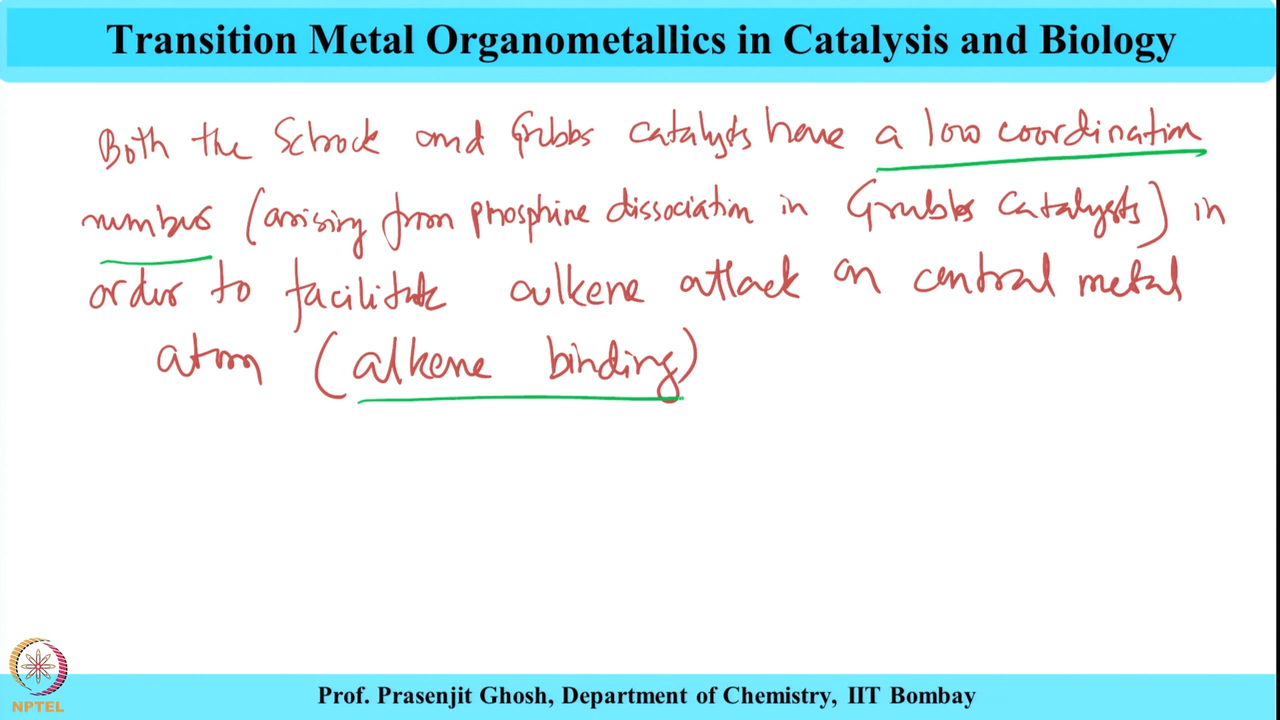 Transition Metal Organometallics in Catalysis and Biology
Both the Schrock and Grubbs catalysts have a low coordination
number (arising from phosphine dissociation in Grubbs Catalysts) in
order to facilitate alkene attack on central metal
atom (alkene binding)
NPTEL
Prof. Prasenjit Ghosh, Department of Chemistry, IIT Bombay